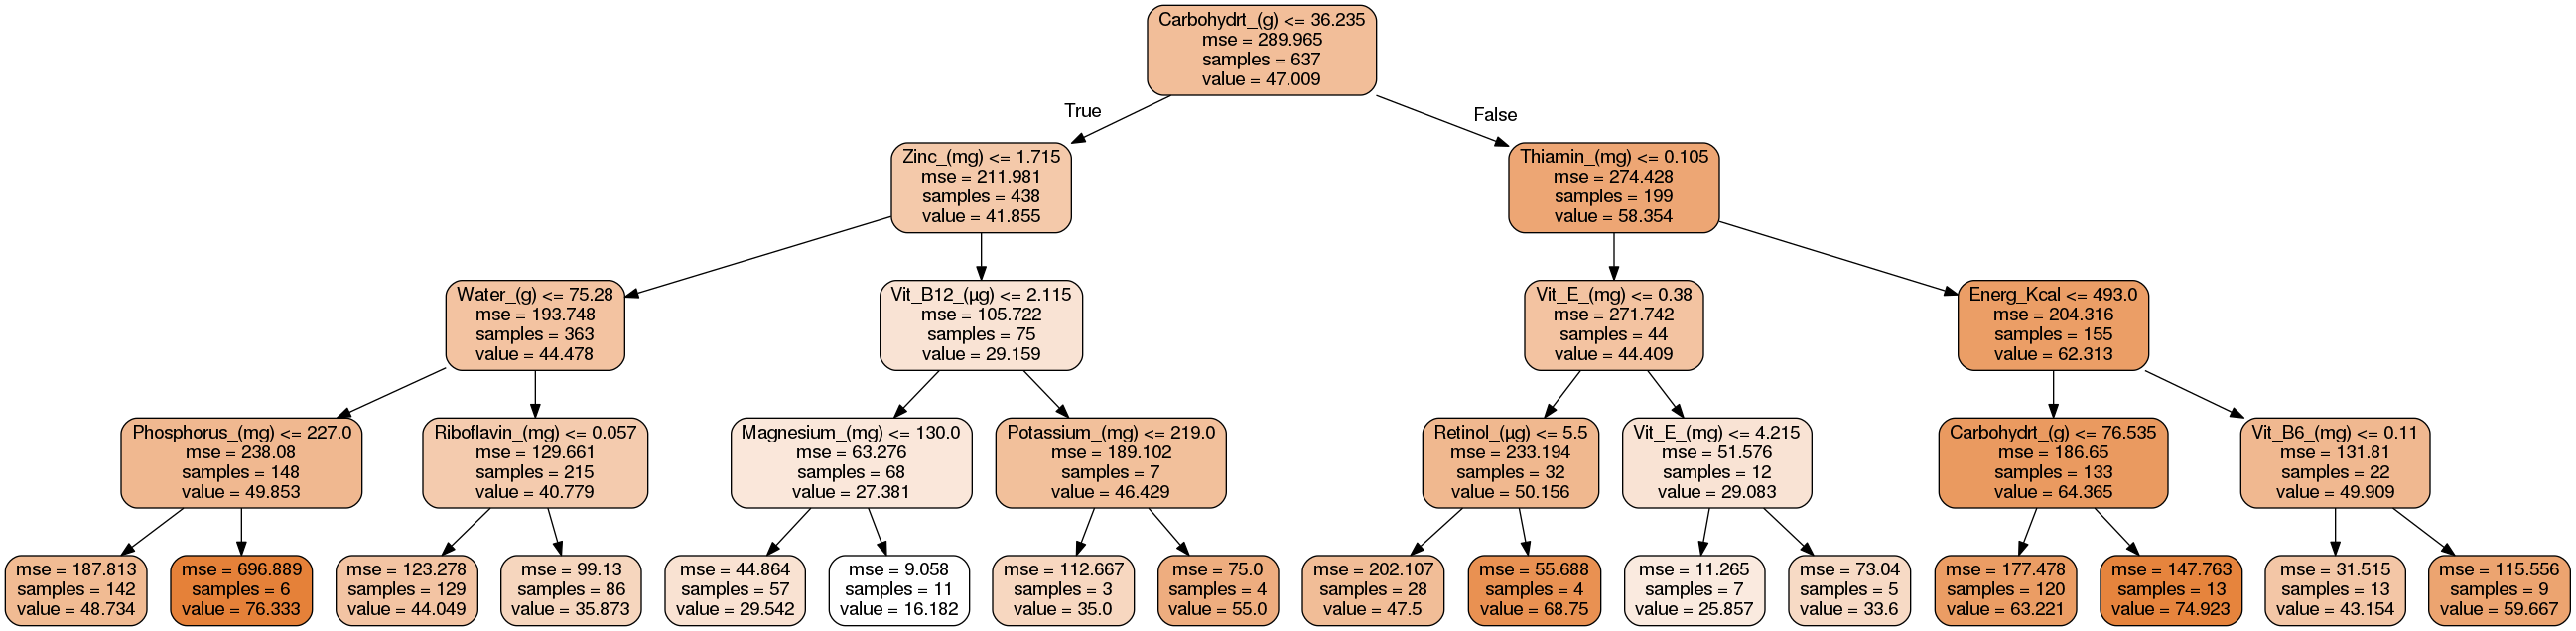 Carbohydrt_(g) <= 36.235
mse = 289.965
samples = 637
value = 47.009
True
False
Zinc_(mg) <= 1.715
mse = 211.981
samples = 438
value = 41.855
Thiamin_(mg) <= 0.105
mse = 274.428
samples = 199
value = 58.354
Water_(g) <= 75.28
mse = 193.748
samples = 363
value = 44.478
Vit_B12_(µg) <= 2.115
mse = 105.722
samples = 75
value = 29.159
Vit_E_(mg) <= 0.38
mse = 271.742
samples = 44
value = 44.409
Energ_Kcal <= 493.0
mse = 204.316
samples = 155
value = 62.313
Phosphorus_(mg) <= 227.0
mse = 238.08
samples = 148
value = 49.853
Riboflavin_(mg) <= 0.057
mse = 129.661
samples = 215
value = 40.779
Magnesium_(mg) <= 130.0
mse = 63.276
samples = 68
value = 27.381
Potassium_(mg) <= 219.0
mse = 189.102
samples = 7
value = 46.429
Retinol_(µg) <= 5.5
mse = 233.194
samples = 32
value = 50.156
Vit_E_(mg) <= 4.215
mse = 51.576
samples = 12
value = 29.083
Carbohydrt_(g) <= 76.535
mse = 186.65
samples = 133
value = 64.365
Vit_B6_(mg) <= 0.11
mse = 131.81
samples = 22
value = 49.909
mse = 187.813
samples = 142
value = 48.734
mse = 696.889
samples = 6
value = 76.333
mse = 123.278
samples = 129
value = 44.049
mse = 99.13
samples = 86
value = 35.873
mse = 44.864
samples = 57
value = 29.542
mse = 9.058
samples = 11
value = 16.182
mse = 112.667
samples = 3
value = 35.0
mse = 75.0
samples = 4
value = 55.0
mse = 202.107
samples = 28
value = 47.5
mse = 55.688
samples = 4
value = 68.75
mse = 11.265
samples = 7
value = 25.857
mse = 73.04
samples = 5
value = 33.6
mse = 177.478
samples = 120
value = 63.221
mse = 147.763
samples = 13
value = 74.923
mse = 31.515
samples = 13
value = 43.154
mse = 115.556
samples = 9
value = 59.667